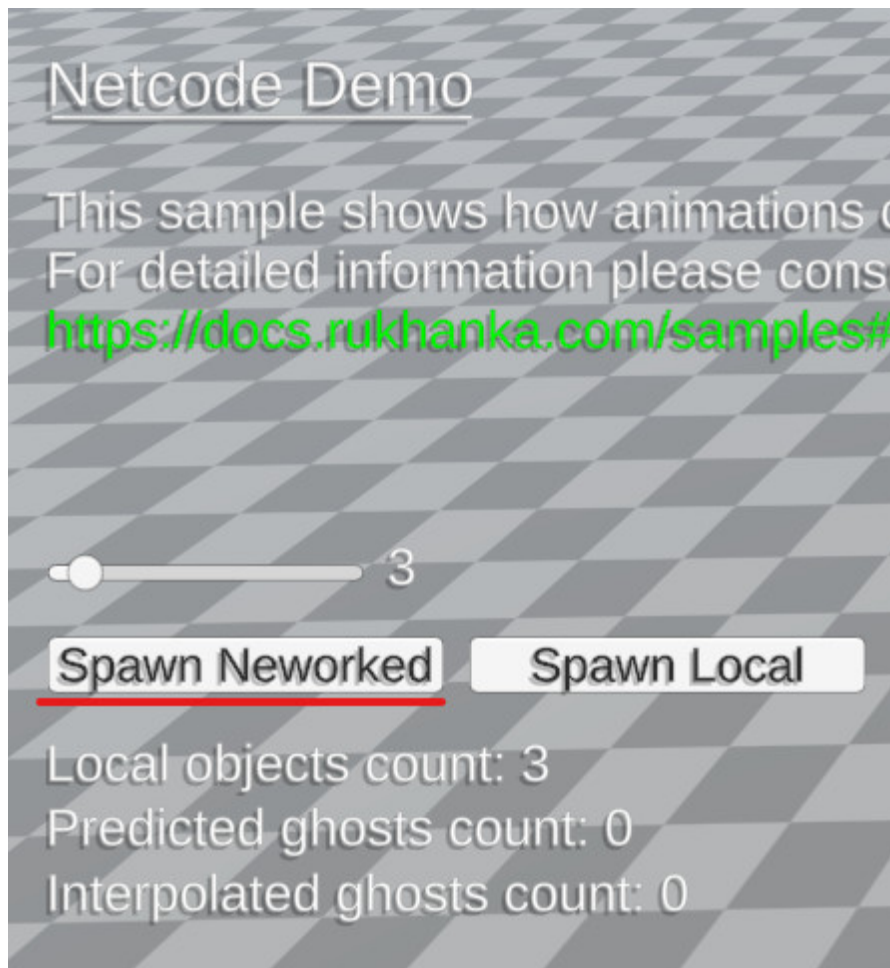 Netcode Demo
This sample shows how animations
For detailed information please cons
https://docs.rukhanka.com/samples#
3
Spawn Neworked Spawn Local
Local objects count: 3
Predicted ghosts count: 0
Interpolated ghosts count: 0